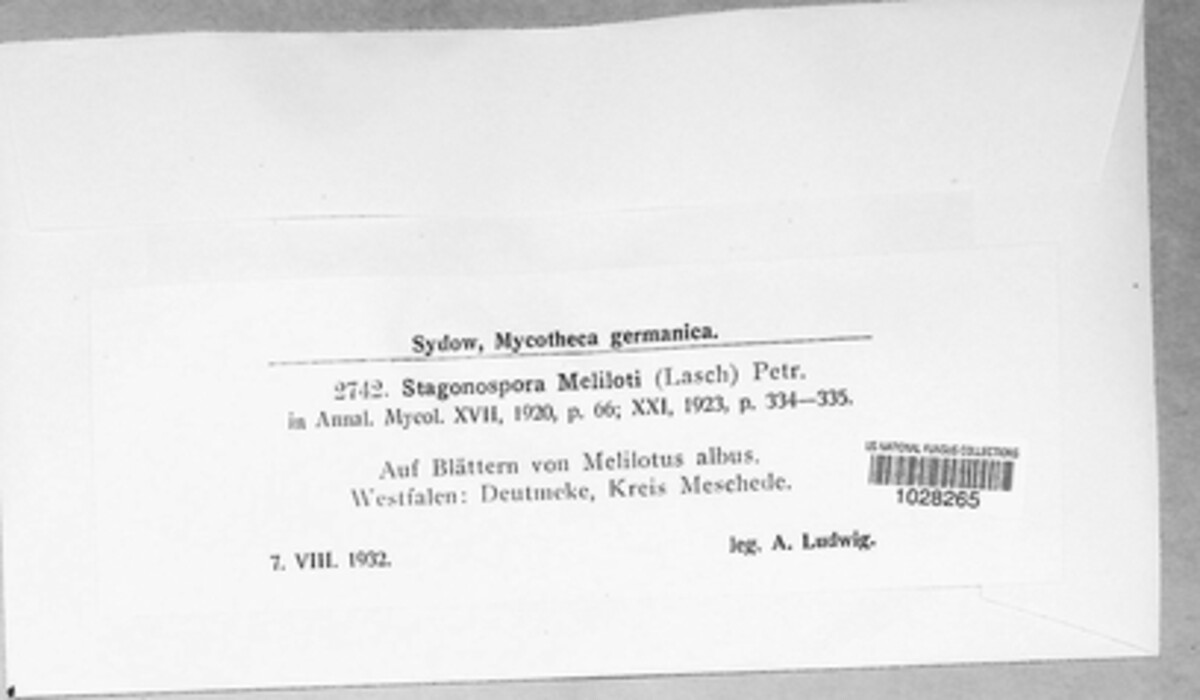 Sydow, Mycotheca germanica.
2742. Stagonospora Meliloti (Lasch) Petr.
in Annal. Mycol. XVII, 1920, p. 66; XXI, 1923, p. 334—335.
Auf Blättern von Melilotus albus.
Westfalen: Deutmeke, Kreis Meschede.
US NATIONAL FUNGUS COLLECTIONS
1028265
7. VIII. 1932.
leg. A. Ludwig.